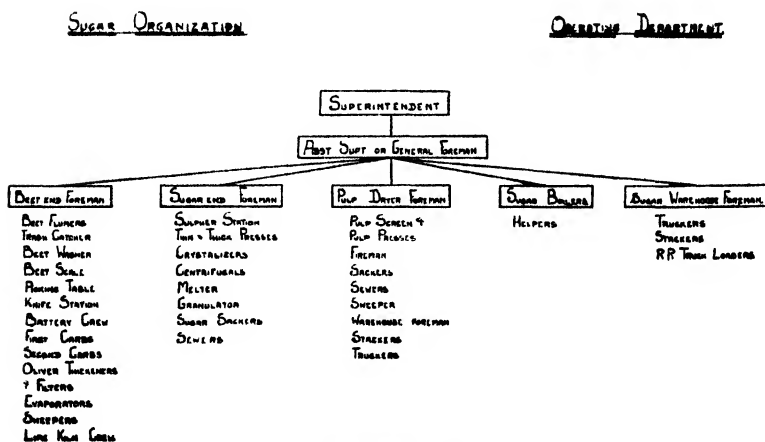 SUGAR ORGANIZATION
OPERATING DEPARTMENT
SUPERINTENDENT
ASST SUPT OR GENERAL FOREMAN
BEET END FOREMAN
BEET FLUMERS
TRASH CATCHER
BEET WASHER
BEET SCALE
PICKING TABLE
KNIFE STATION
BATTERY CREW
FIRST CARBS
SECOND CARBS
OLIVER THICKENERS
& FILTERS
EVAPORATORS
SWEEPERS
LIME KILN CREW
SUGAR END FOREMAN
SULPHER STATION
THIN & THICK PRESSES
CRYSTALIZERS
CENTRIFUGALS
MELTER
GRANULATOR
SUGAR SACKERS
SEWERS
PULP DRYER FOREMAN
PULP SCREEN &
PULP PRESSES
FIREMAN
SACKERS
SEWERS
SWEEPER
WAREHOUSE FOREMAN
STACKERS
TRUCKERS
SUGAR BOILERS
HELPERS
SUGAR WAREHOUSE FOREMAN
TRUCKERS
STACKERS
RR TRUCK LOADERS